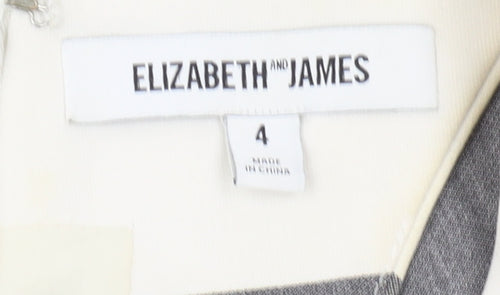 ELIZABETH AND JAMES
4
MADE
IN CHINA